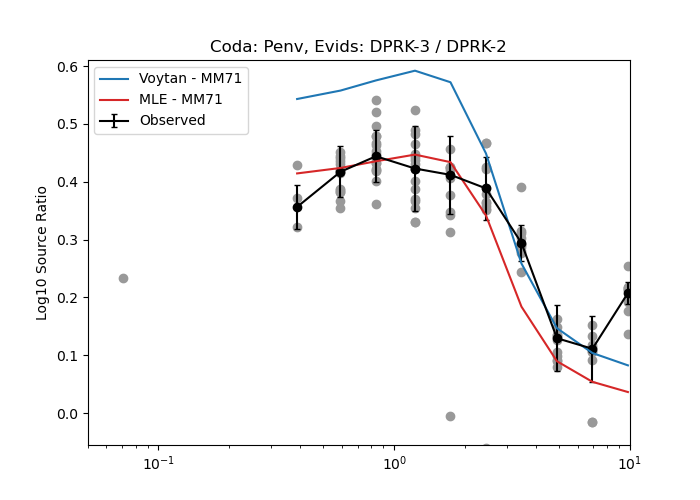 Coda: Penv, Evids: DPRK-3 / DPRK-2
Voytan - MM71
MLE - MM71
Observed
Log10 Source Ratio
0.6
0.5
0.4
0.3
0.2
0.1
0.0
10⁻¹
10⁰
10¹